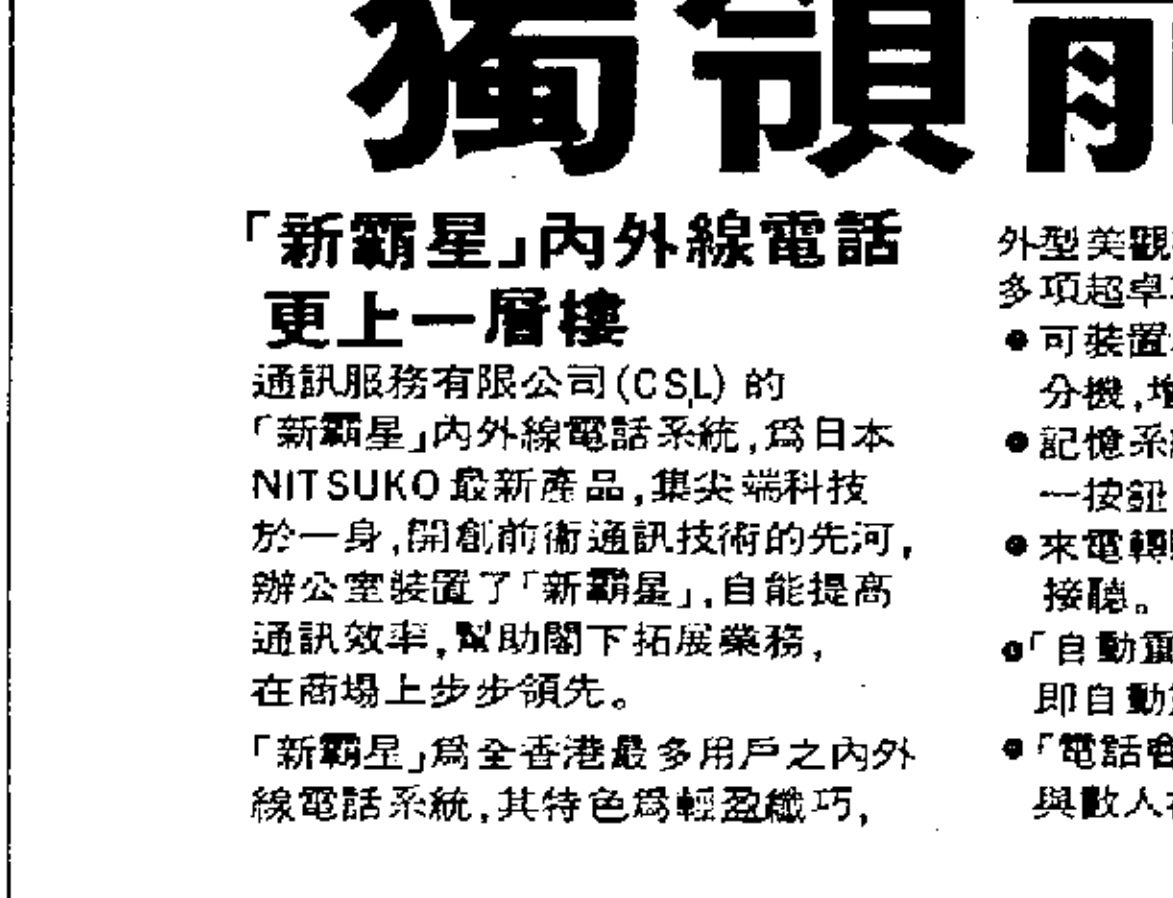 獨領
「新霸星」內外線電話
更上一層樓
通訊服務有限公司(CSL) 的
「新霸星」內外線電話系統,爲日本
NITSUKO最新產品,集尖端科技
於一身,開創前衞通訊技術的先河,
辦公室裝置了「新霸星」,自能提高
通訊效率,幫助閣下拓展業務,
在商場上步步領先。
「新霸星」爲全香港最多用戶之內外
線電話系統,其特色爲輕盈纖巧,
外型美觀
多項超卓
●可裝置
分機,增
●記憶系
一按鈕
●來電轉
接聽。
●「自動重
即自動
●「電話會
與數人